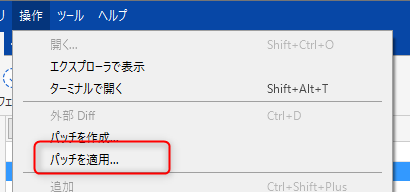 操作 ツール ヘルプ
開く... Shift+Ctrl+O
エクスプローラで表示
ターミナルで開く Shift+Alt+T
外部 Diff Ctrl+D
パッチを作成...
パッチを適用...
追加 Ctrl+Shift+Plus